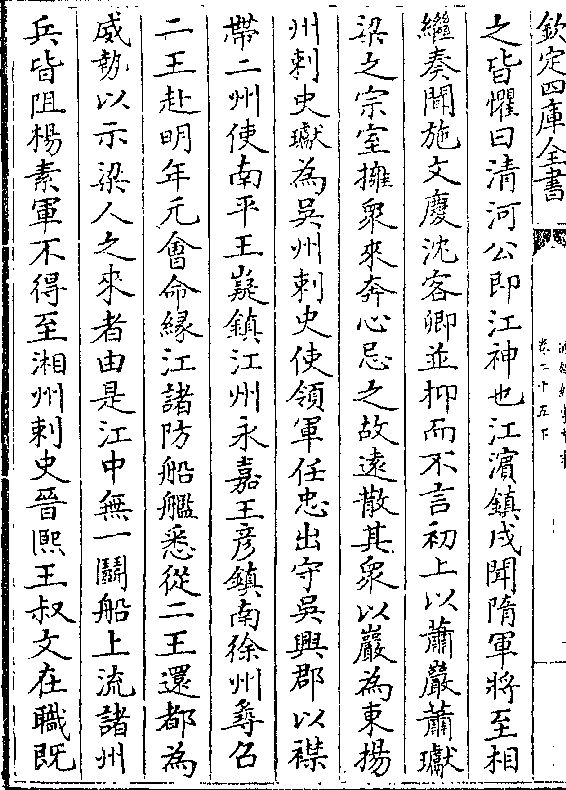 欽定四庫全書
卷二十五下
之皆懼曰清河公即江神也江濵鎮戍聞隋軍將至相
繼奏聞施文慶沈客卿並抑而不言初上以蕭巖蕭瓛
梁之宗室擁衆來奔心忌之故遠散其衆以巖為東揚
州刺史瓛為吳州刺史使領軍任忠出守吳興郡以襟
帶二州使南平王嶷鎮江州永嘉王彥鎮南徐州尋召
二王赴明年元會命緣江諸防船艦悉從二王還都為
威勢以示梁人之來者由是江中無一鬭船上流諸州
兵皆阻楊素軍不得至湘州刺史晉熙王叔文在職既